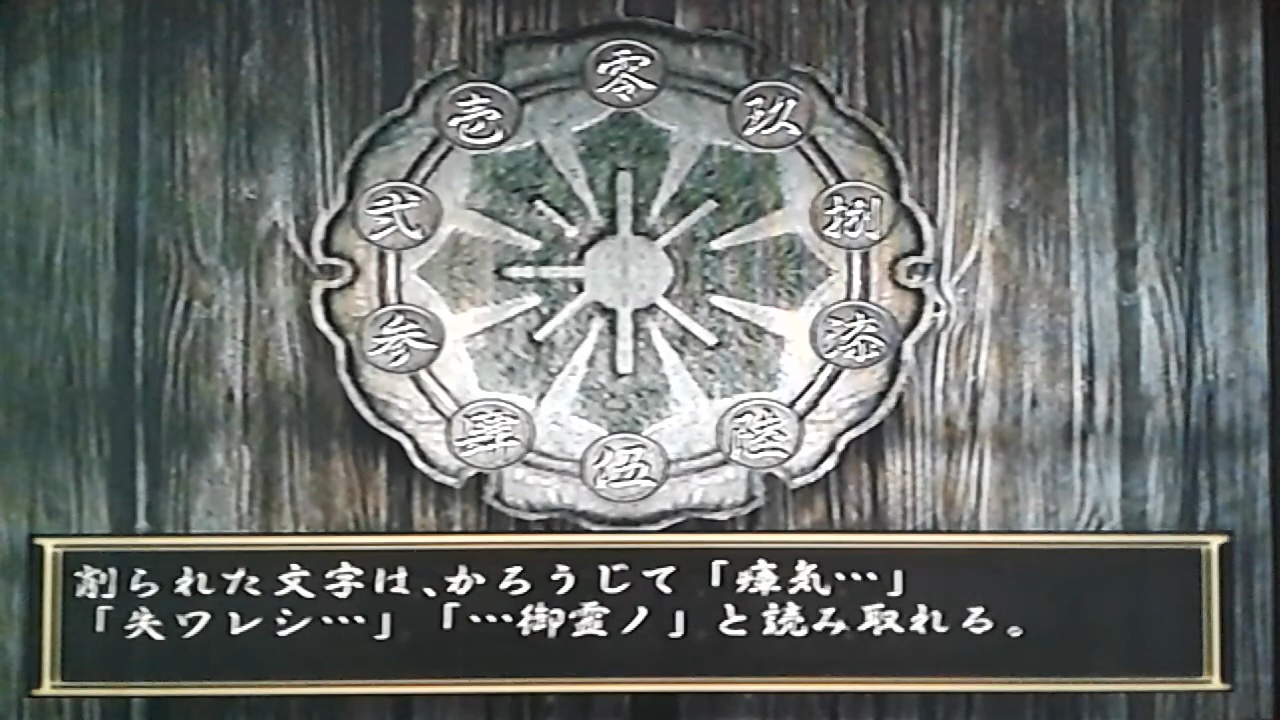 零
壱
玖
弐
捌
参
漆
肆
陸
伍
削られた文字は、かろうじて「瘴気…」
「失ワレシ…」「…御霊ノ」と読み取れる。